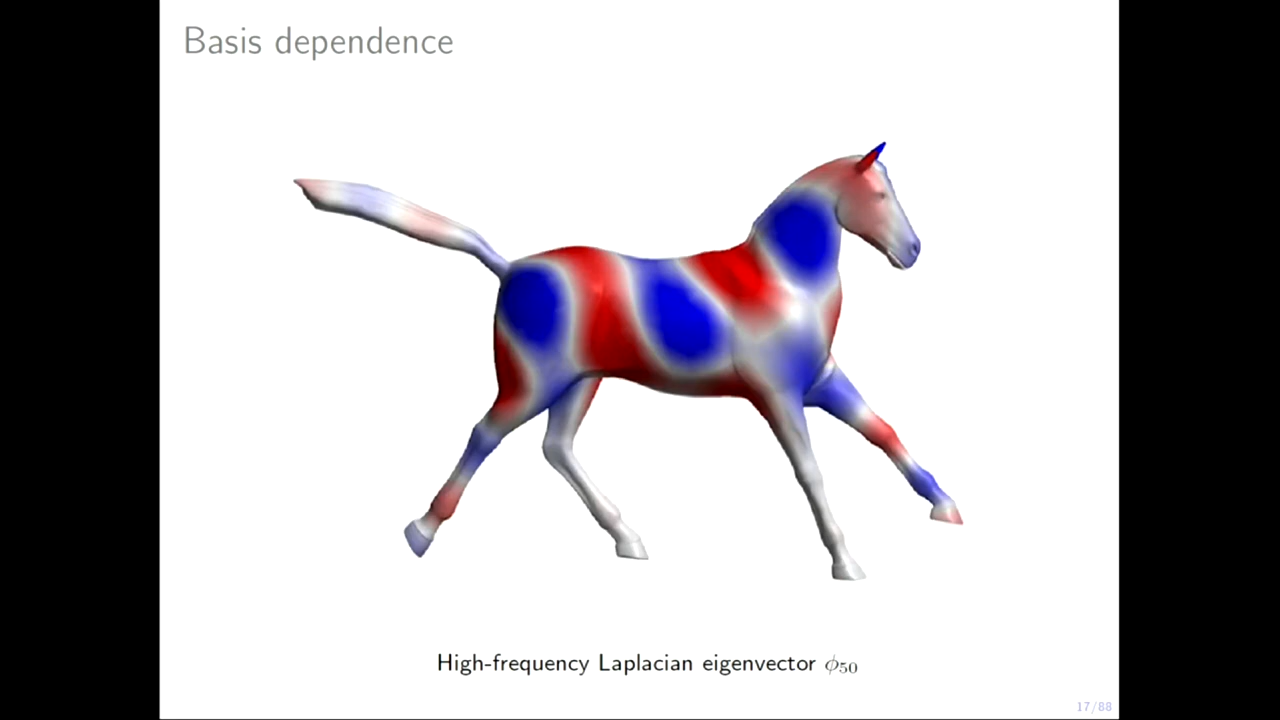 Basis dependence
High-frequency Laplacian eigenvector ϕ₅₀
17/88